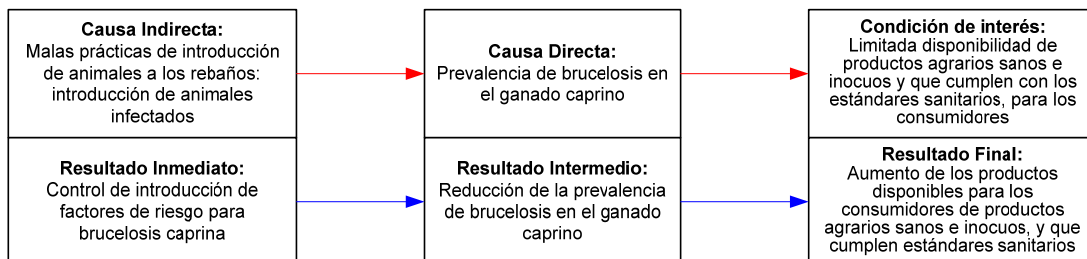 Causa Indirecta:
Malas prácticas de introducción
de animales a los rebaños:
introducción de animales
infectados
Causa Directa:
Prevalencia de brucelosis en
el ganado caprino
Condición de interés:
Limitada disponibilidad de
productos agrarios sanos e
inocuos y que cumplen con los
estándares sanitarios, para los
consumidores
Resultado Inmediato:
Control de introducción de
factores de riesgo para
brucelosis caprina
Resultado Intermedio:
Reducción de la prevalencia
de brucelosis en el ganado
caprino
Resultado Final:
Aumento de los productos
disponibles para los
consumidores de productos
agrarios sanos e inocuos, y que
cumplen estándares sanitarios